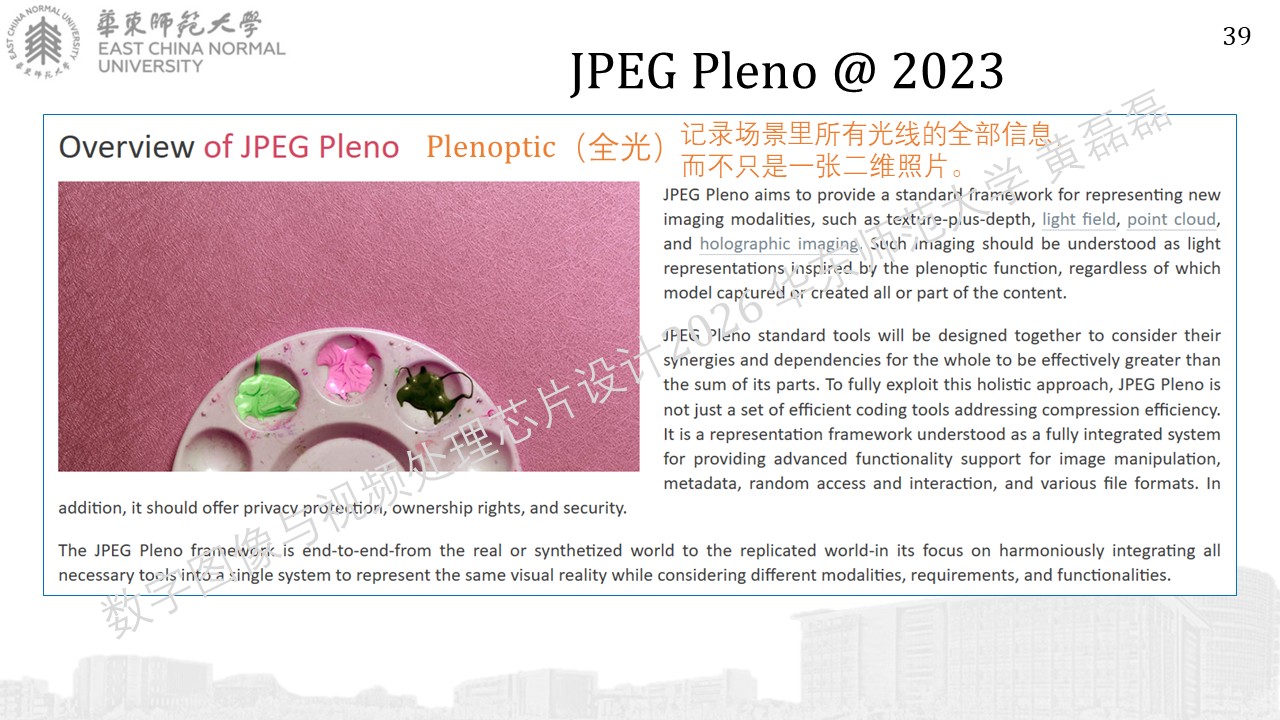 華東師範大學
EAST CHINA NORMAL
UNIVERSITY
EAST CHINA NORMAL UNIVERSITY
華東師範大學
39
JPEG Pleno @ 2023
Overview of JPEG Pleno
Plenoptic（全光）
记录场景里所有光线的全部信息，
而不只是一张二维照片。
JPEG Pleno aims to provide a standard framework for representing new
imaging modalities, such as texture-plus-depth, light field, point cloud,
and holographic imaging. Such imaging should be understood as light
representations inspired by the plenoptic function, regardless of which
model captured or created all or part of the content.
JPEG Pleno standard tools will be designed together to consider their
synergies and dependencies for the whole to be effectively greater than
the sum of its parts. To fully exploit this holistic approach, JPEG Pleno is
not just a set of efficient coding tools addressing compression efficiency.
It is a representation framework understood as a fully integrated system
for providing advanced functionality support for image manipulation,
metadata, random access and interaction, and various file formats. In
addition, it should offer privacy protection, ownership rights, and security.
The JPEG Pleno framework is end-to-end-from the real or synthetized world to the replicated world-in its focus on harmoniously integrating all
necessary tools into a single system to represent the same visual reality while considering different modalities, requirements, and functionalities.
数字图像与视频处理芯片设计2026 华东师范大学 黄磊磊